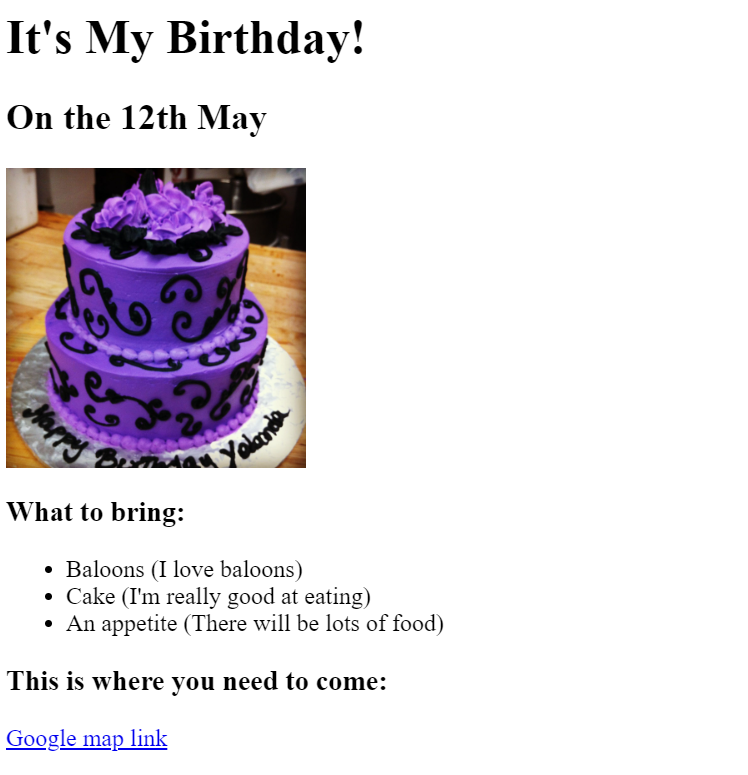 It's My Birthday!
On the 12th May
Happy Birthday Yolanda
What to bring:
Baloons (I love baloons)
Cake (I'm really good at eating)
An appetite (There will be lots of food)
This is where you need to come:
Google map link